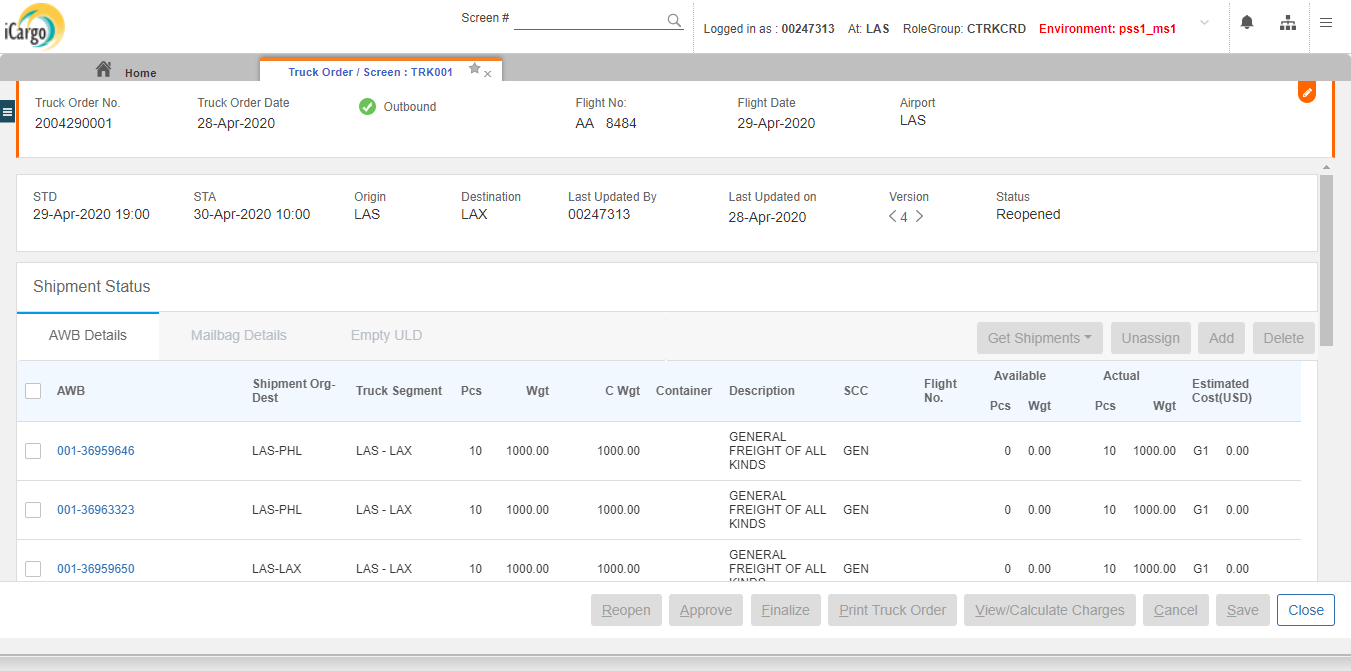 iCargo
Screen #
Logged in as : 00247313 At: LAS RoleGroup: CTRKCRD Environment: pss1_ms1
Home
Truck Order / Screen : TRK001
Truck Order No. Truck Order Date Outbound Flight No: Flight Date Airport
2004290001 28-Apr-2020 AA 8484 29-Apr-2020 LAS
STD STA Origin Destination Last Updated By Last Updated on Version Status
29-Apr-2020 19:00 30-Apr-2020 10:00 LAS LAX 00247313 28-Apr-2020 < 4 > Reopened
Shipment Status
AWB Details Mailbag Details Empty ULD Get Shipments Unassign Add Delete
AWB Shipment Org- Truck Segment Pcs Wgt C Wgt Container Description SCC Flight Available Actual Estimated
Dest No. Pcs Wgt Pcs Wgt Cost(USD)
GENERAL
001-36959646 LAS-PHL LAS - LAX 10 1000.00 1000.00 FREIGHT OF ALL GEN 0 0.00 10 1000.00 G1 0.00
KINDS
GENERAL
001-36963323 LAS-PHL LAS - LAX 10 1000.00 1000.00 FREIGHT OF ALL GEN 0 0.00 10 1000.00 G1 0.00
KINDS
GENERAL
001-36959650 LAS-LAX LAS - LAX 10 1000.00 1000.00 FREIGHT OF ALL GEN 0 0.00 10 1000.00 G1 0.00
KINDS
Reopen Approve Finalize Print Truck Order View/Calculate Charges Cancel Save Close